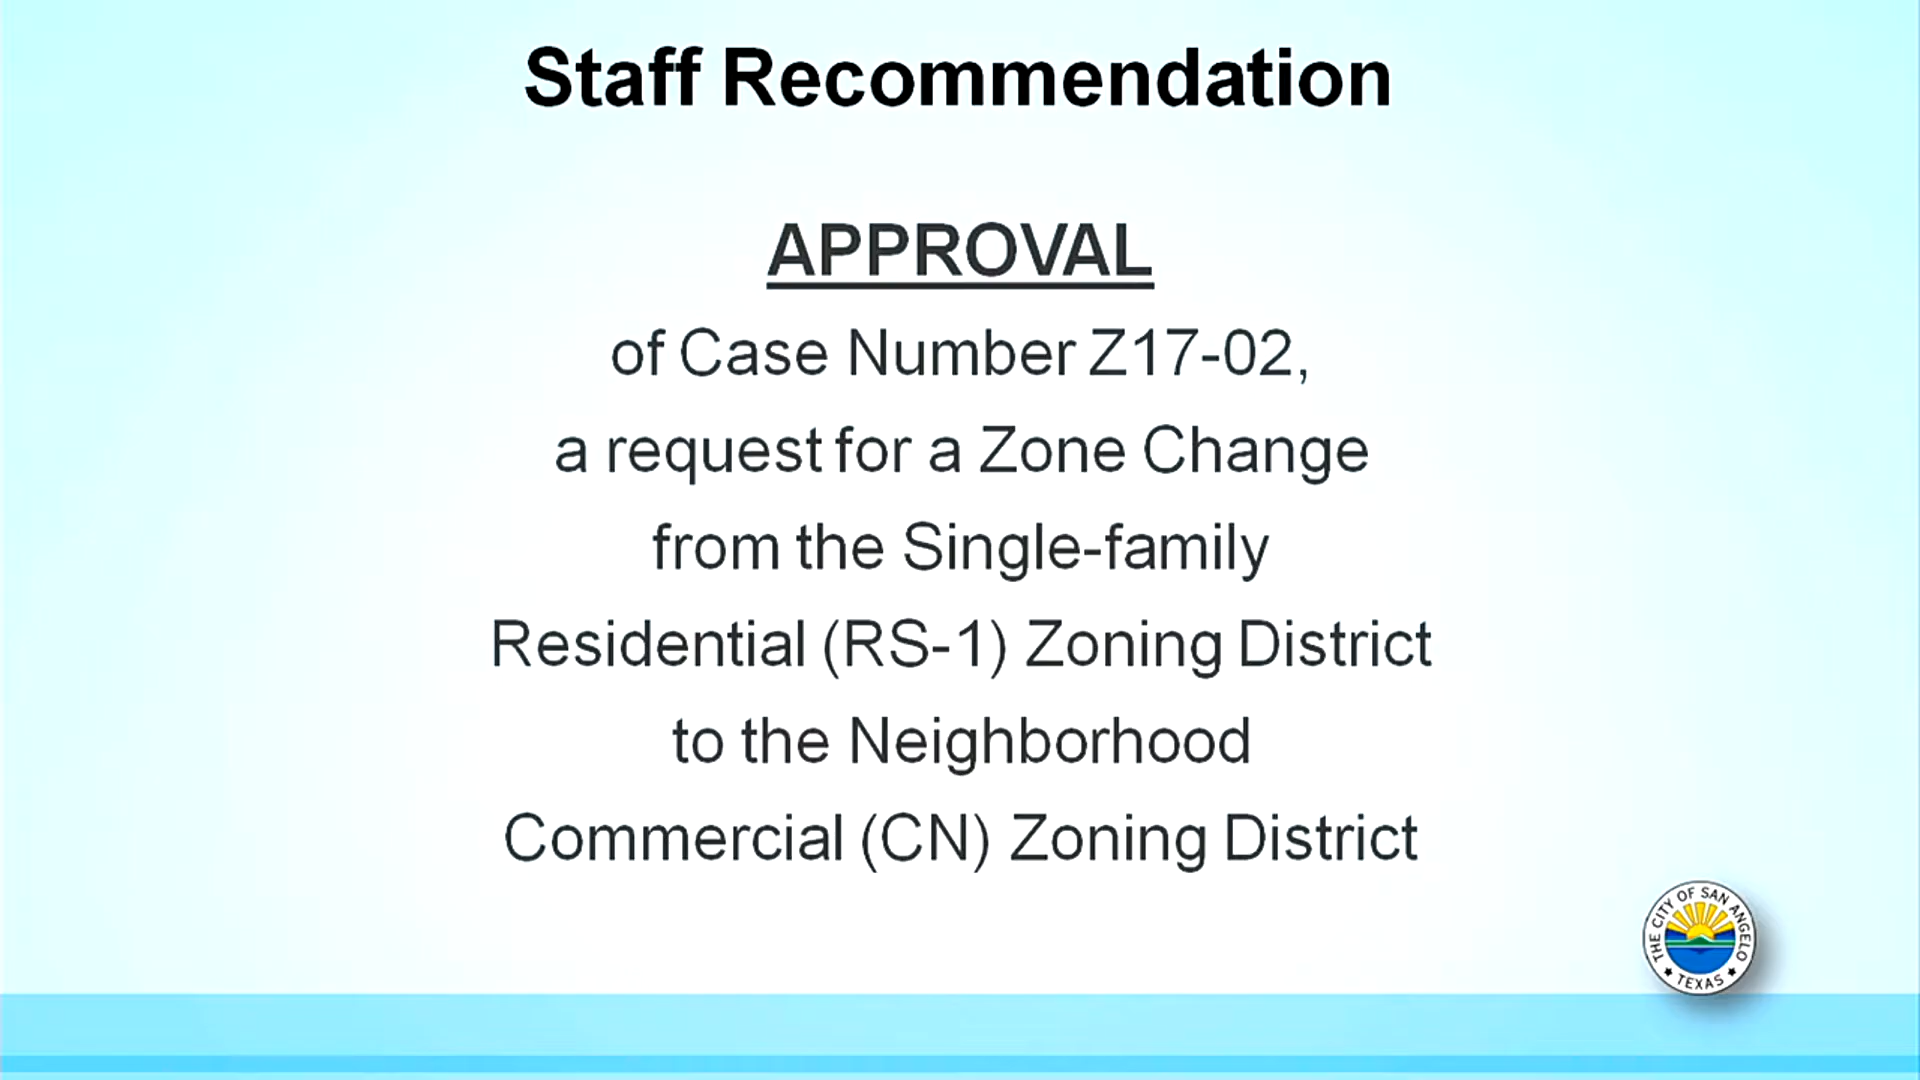 Staff Recommendation
APPROVAL
of Case Number Z17-02,
a request for a Zone Change
from the Single-family
Residential (RS-1) Zoning District
to the Neighborhood
Commercial (CN) Zoning District
THE CITY OF SAN ANGELO
TEXAS